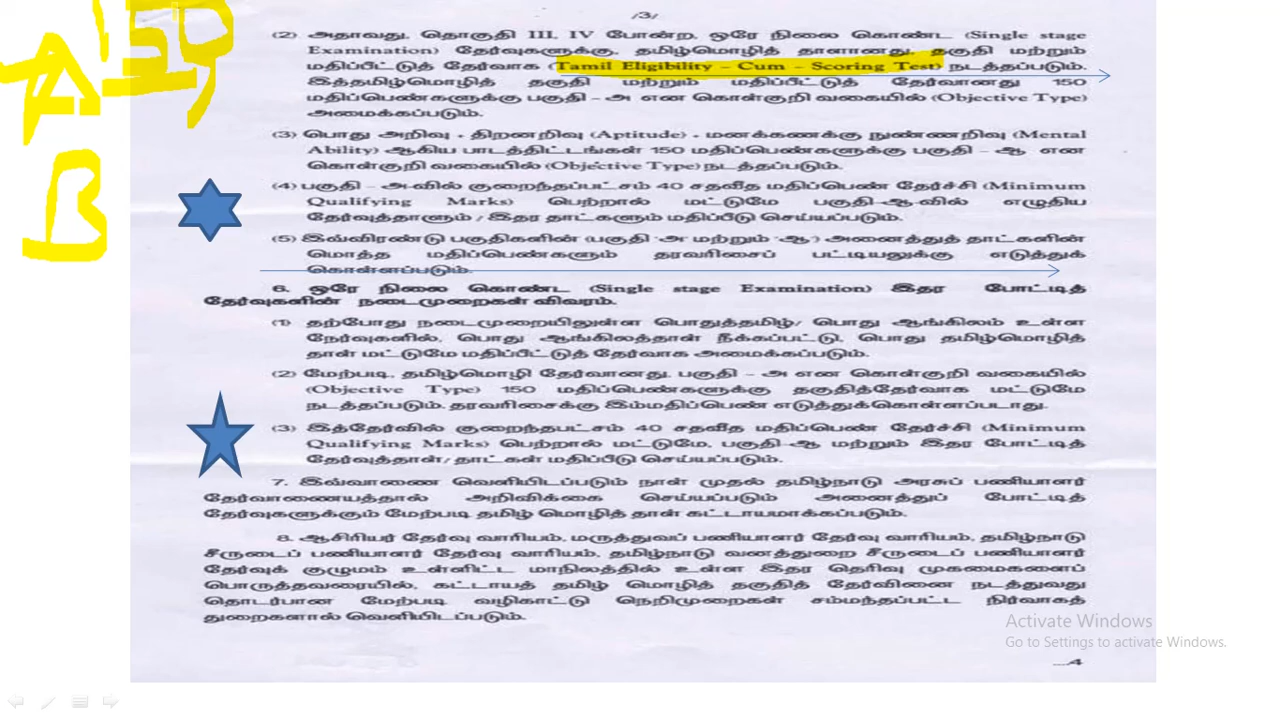 /3/
150
A
B
(2) அதாவது, தொகுதி III, IV போன்ற, ஒரே நிலை கொண்ட (Single stage
Examination) தேர்வுகளுக்கு, தமிழ்மொழித் தாளானது, தகுதி மற்றும்
மதிப்பீட்டுத் தேர்வாக (Tamil Eligibility – Cum – Scoring Test) நடத்தப்படும்.
இத்தமிழ்மொழித் தகுதி மற்றும் மதிப்பீட்டுத் தேர்வானது 150
மதிப்பெண்களுக்கு பகுதி – அ என கொள்குறி வகையில் (Objective Type)
அமைக்கப்படும்.
(3) பொது அறிவு + திறனறிவு (Aptitude) + மனக்கணக்கு நுண்ணறிவு (Mental
Ability) ஆகிய பாடத்திட்டங்கள் 150 மதிப்பெண்களுக்கு பகுதி – ஆ என
கொள்குறி வகையில் (Objective Type) நடத்தப்படும்.
(4) பகுதி – அ-வில் குறைந்தப்பட்சம் 40 சதவீத மதிப்பெண் தேர்ச்சி (Minimum
Qualifying Marks) பெற்றால் மட்டுமே பகுதி-ஆ-வில் எழுதிய
தேர்வுத்தாளும் / இதர தாட்களும் மதிப்பீடு செய்யப்படும்.
(5) இவ்விரண்டு பகுதிகளின் (பகுதி 'அ' மற்றும் 'ஆ') அனைத்துத் தாட்களின்
மொத்த மதிப்பெண்களும் தரவரிசைப் பட்டியலுக்கு எடுத்துக்
கொள்ளப்படும்.
6. ஒரே நிலை கொண்ட (Single stage Examination) இதர போட்டித்
தேர்வுகளின் நடைமுறைகள் விவரம்.
(1) தற்போது நடைமுறையிலுள்ள பொதுத்தமிழ்/ பொது ஆங்கிலம் உள்ள
நேர்வுகளில், பொது ஆங்கிலத்தாள் நீக்கப்பட்டு, பொது தமிழ்மொழித்
தாள் மட்டுமே மதிப்பீட்டுத் தேர்வாக அமைக்கப்படும்.
(2) மேற்படி, தமிழ்மொழி தேர்வானது, பகுதி – அ என கொள்குறி வகையில்
(Objective Type) 150 மதிப்பெண்களுக்கு தகுதித்தேர்வாக மட்டுமே
நடத்தப்படும். தரவரிசைக்கு இம்மதிப்பெண் எடுத்துக்கொள்ளப்படாது.
(3) இத்தேர்வில் குறைந்தபட்சம் 40 சதவீத மதிப்பெண் தேர்ச்சி (Minimum
Qualifying Marks) பெற்றால் மட்டுமே, பகுதி-ஆ மற்றும் இதர போட்டித்
தேர்வுத்தாள்/ தாட்கள் மதிப்பீடு செய்யப்படும்.
7. இவ்வாணை வெளியிடப்படும் நாள் முதல் தமிழ்நாடு அரசுப் பணியாளர்
தேர்வாணையத்தால் அறிவிக்கை செய்யப்படும் அனைத்துப் போட்டித்
தேர்வுகளுக்கும் மேற்படி தமிழ் மொழித் தாள் கட்டாயமாக்கப்படும்.
8. ஆசிரியர் தேர்வு வாரியம், மருத்துவப் பணியாளர் தேர்வு வாரியம், தமிழ்நாடு
சீருடைப் பணியாளர் தேர்வு வாரியம், தமிழ்நாடு வனத்துறை சீருடைப் பணியாளர்
தேர்வுக் குழுமம் உள்ளிட்ட மாநிலத்தில் உள்ள இதர தெரிவு முகமைகளைப்
பொருத்தவரையில், கட்டாயத் தமிழ் மொழித் தகுதித் தேர்வினை நடத்துவது
தொடர்பான மேற்படி வழிகாட்டு நெறிமுறைகள் சம்மந்தப்பட்ட நிர்வாகத்
துறைகளால் வெளியிடப்படும்.
Activate Windows
Go to Settings to activate Windows.
...4